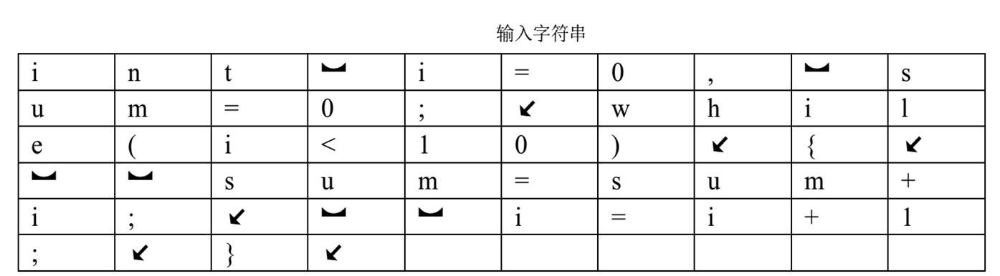 输入字符串
i n t ⎵ i = 0 , ⎵ s
u m = 0 ; ↙ w h i l
e ( i < 1 0 ) ↙ { ↙
⎵ ⎵ s u m = s u m +
i ; ↙ ⎵ ⎵ i = i + 1
; ↙ } ↙